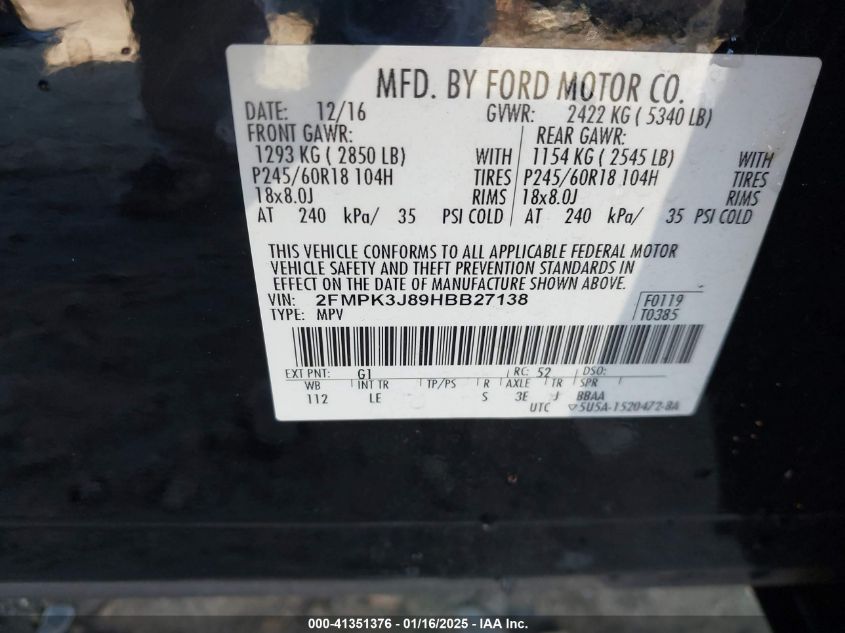 MFD. BY FORD MOTOR CO.
DATE: 12/16 GVWR: 2422 KG ( 5340 LB)
FRONT GAWR: REAR GAWR:
1293 KG ( 2850 LB) WITH 1154 KG ( 2545 LB) WITH
P245/60R18 104H TIRES P245/60R18 104H TIRES
18x8.0J RIMS 18x8.0J RIMS
AT 240 kPa/ 35 PSI COLD AT 240 kPa/ 35 PSI COLD
THIS VEHICLE CONFORMS TO ALL APPLICABLE FEDERAL MOTOR
VEHICLE SAFETY AND THEFT PREVENTION STANDARDS IN
EFFECT ON THE DATE OF MANUFACTURE SHOWN ABOVE.
VIN: 2FMPK3J89HBB27138 F0119
TYPE: MPV T0385
EXT PNT: G1 RC: 52 DSO:
WB INT TR TP/PS R AXLE TR SPR
112 LE S 3E J BBAA
UTC ▽5U5A-1520472-BA
000-41351376 - 01/16/2025 - IAA Inc.